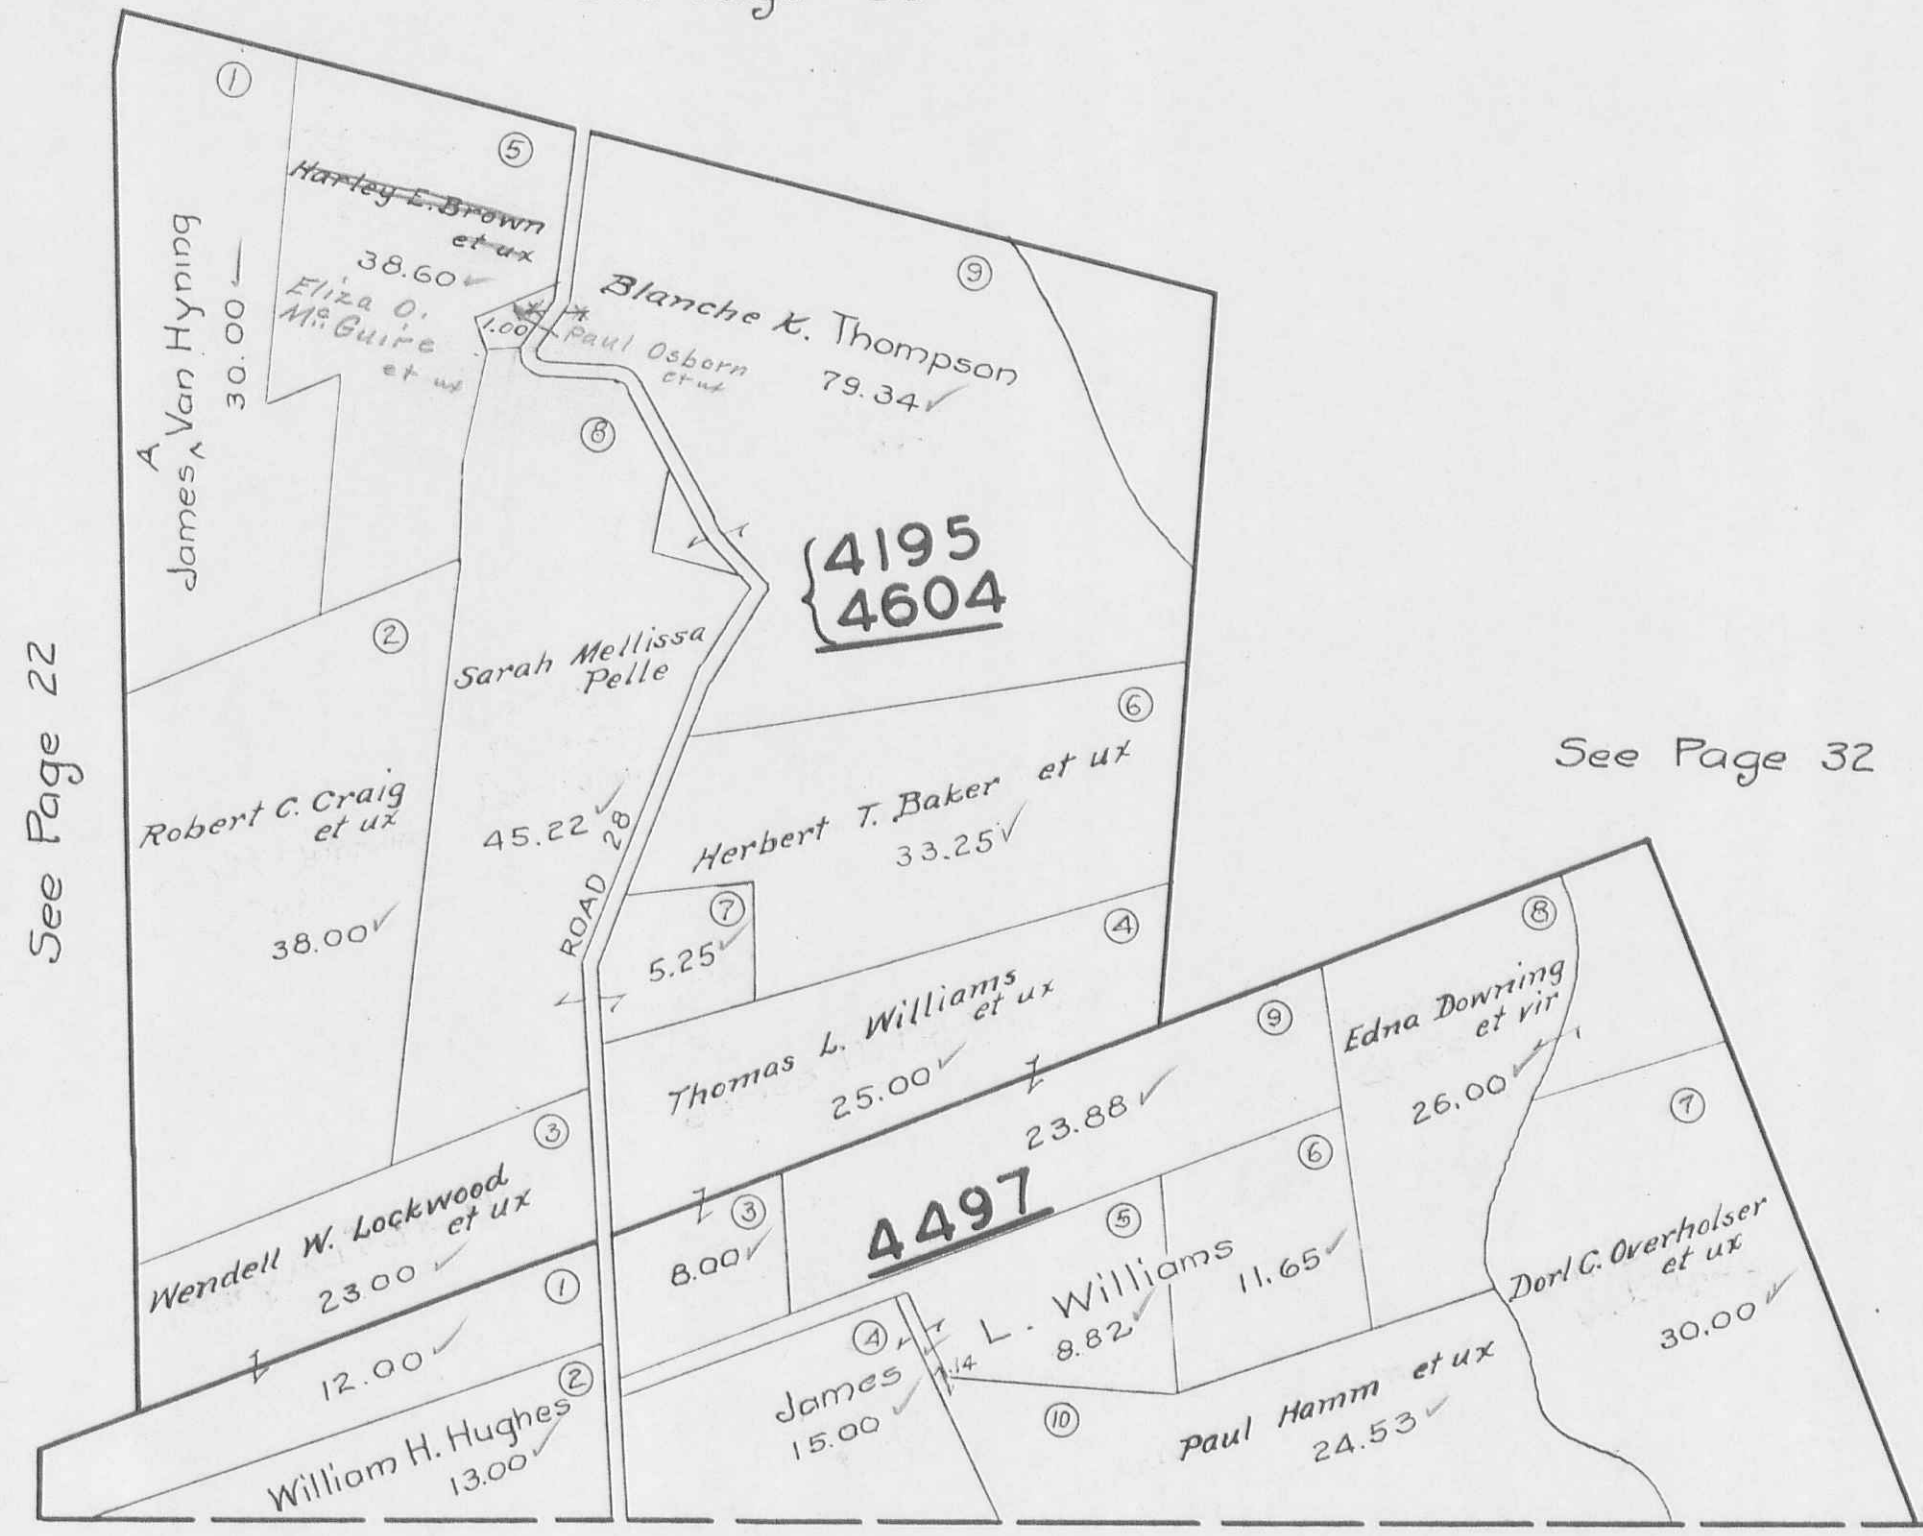 ①
⑤
Harley E. Brown
et ux
38.60
Eliza O.
McGuire
et ux
1.00
Paul Osborn
et ux
James A Van Hyning
30.00
⑨
Blanche K. Thompson
79.34
⑧
{4195
4604
See Page 22
②
Sarah Mellissa
Pelle
45.22
Robert C. Craig
et ux
38.00
ROAD 28
⑥
Herbert T. Baker et ux
33.25
See Page 32
⑦
5.25
④
Thomas L. Williams
et ux
25.00
③
Wendell W. Lockwood
et ux
23.00
①
12.00
②
William H. Hughes
13.00
③
8.00
⑨
23.88
4497
⑧
Edna Downing
et vir
26.00
⑦
Dorl C. Overholser
et ux
30.00
⑥
11.65
⑤
④
James L. Williams
8.82
15.00
⑩
Paul Hamm et ux
24.53